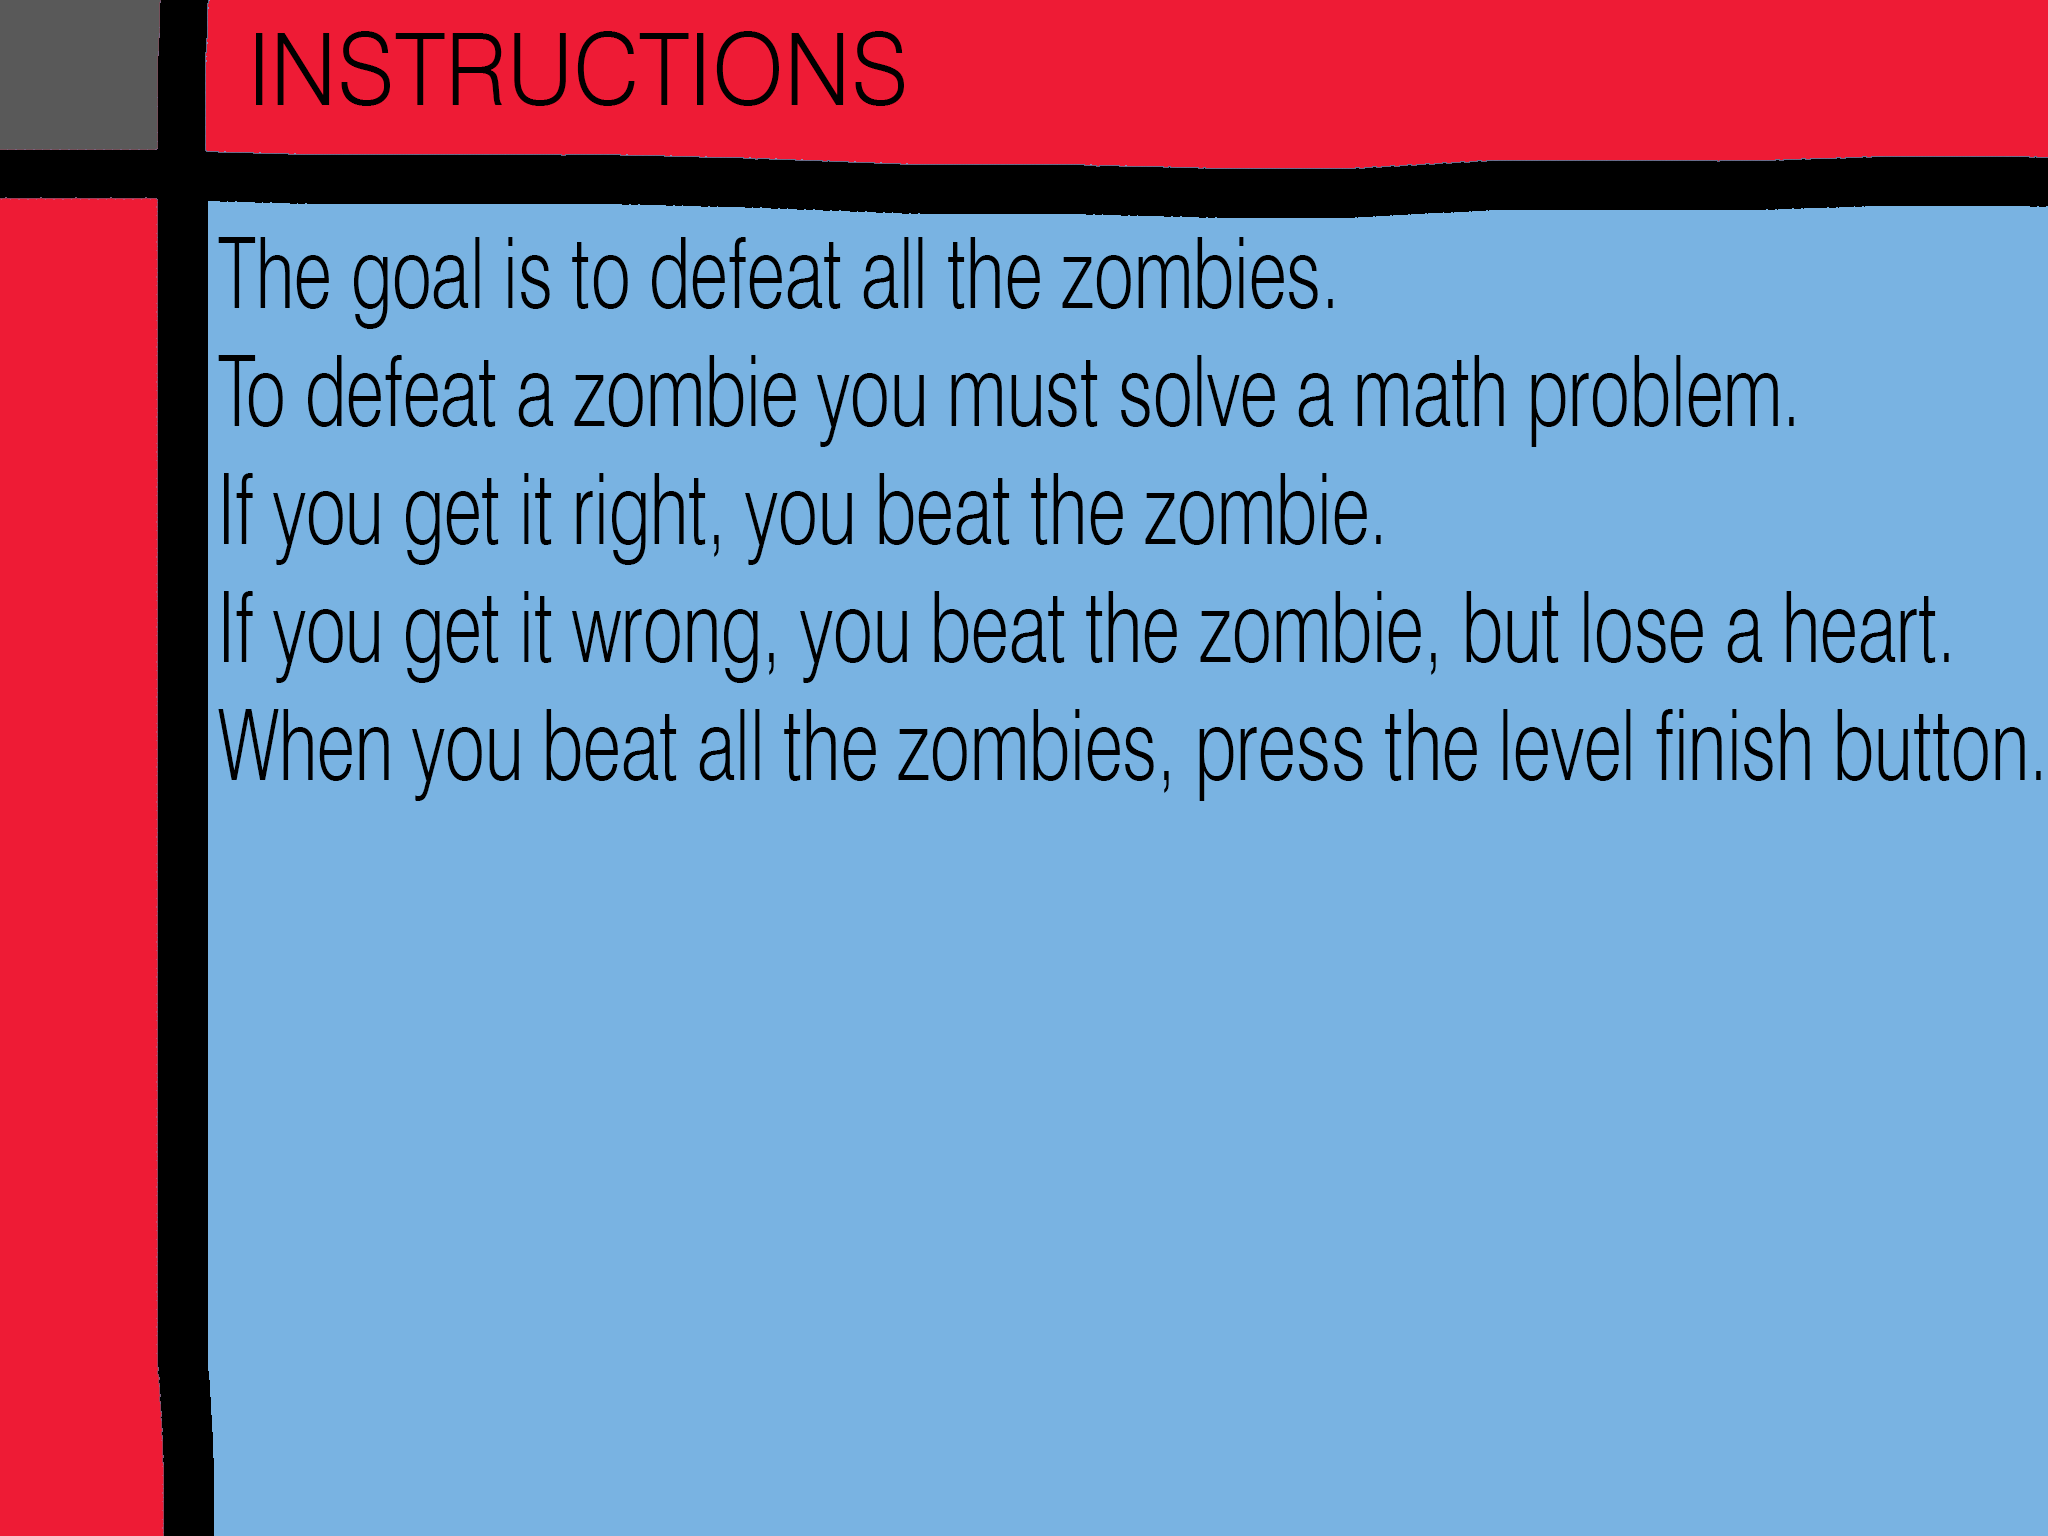 INSTRUCTIONS
The goal is to defeat all the zombies.
To defeat a zombie you must solve a math problem.
If you get it right, you beat the zombie.
If you get it wrong, you beat the zombie, but lose a heart.
When you beat all the zombies, press the level finish button.